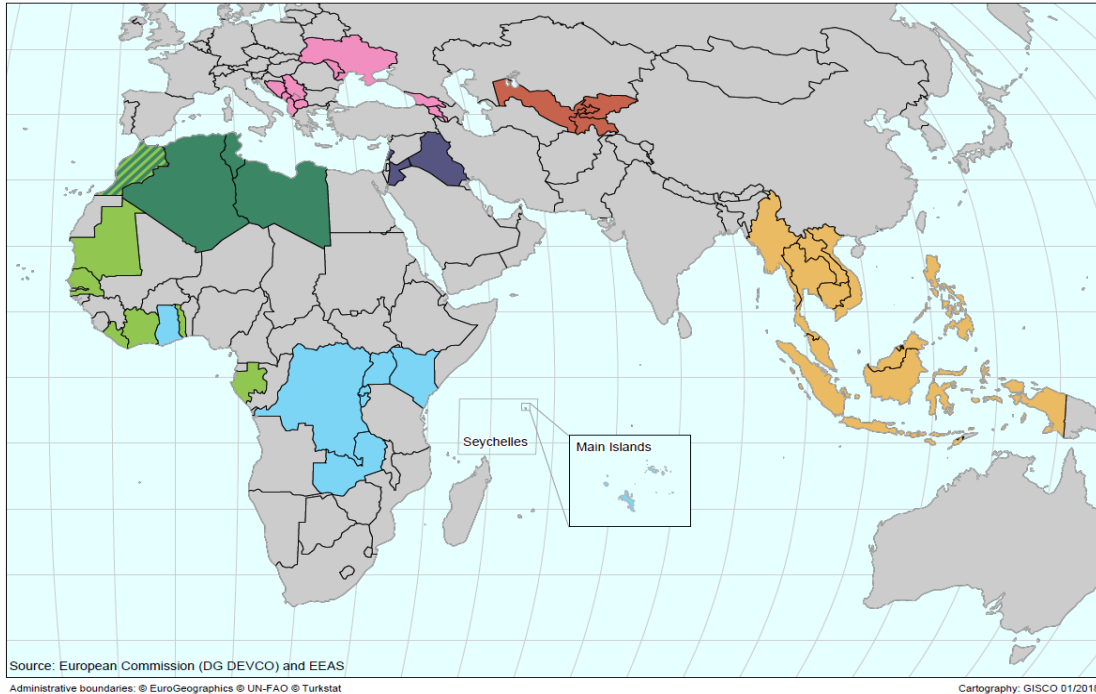 Seychelles
Main Islands
Source: European Commission (DG DEVCO) and EEAS
Administrative boundaries: © EuroGeographics © UN-FAO © Turkstat
Cartography: GISCO 01/2018